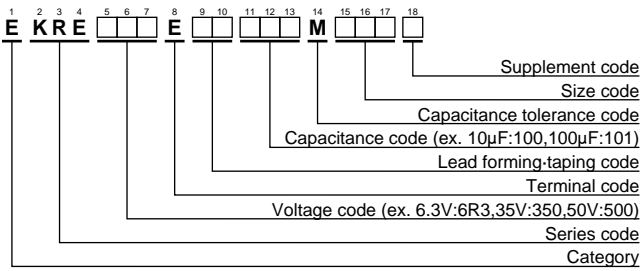 1 2 3 4 5 6 7 8 9 10 11 12 13 14 15 16 17 18
E K R E E M
Supplement code
Size code
Capacitance tolerance code
Capacitance code (ex. 10μF:100,100μF:101)
Lead forming·taping code
Terminal code
Voltage code (ex. 6.3V:6R3,35V:350,50V:500)
Series code
Category